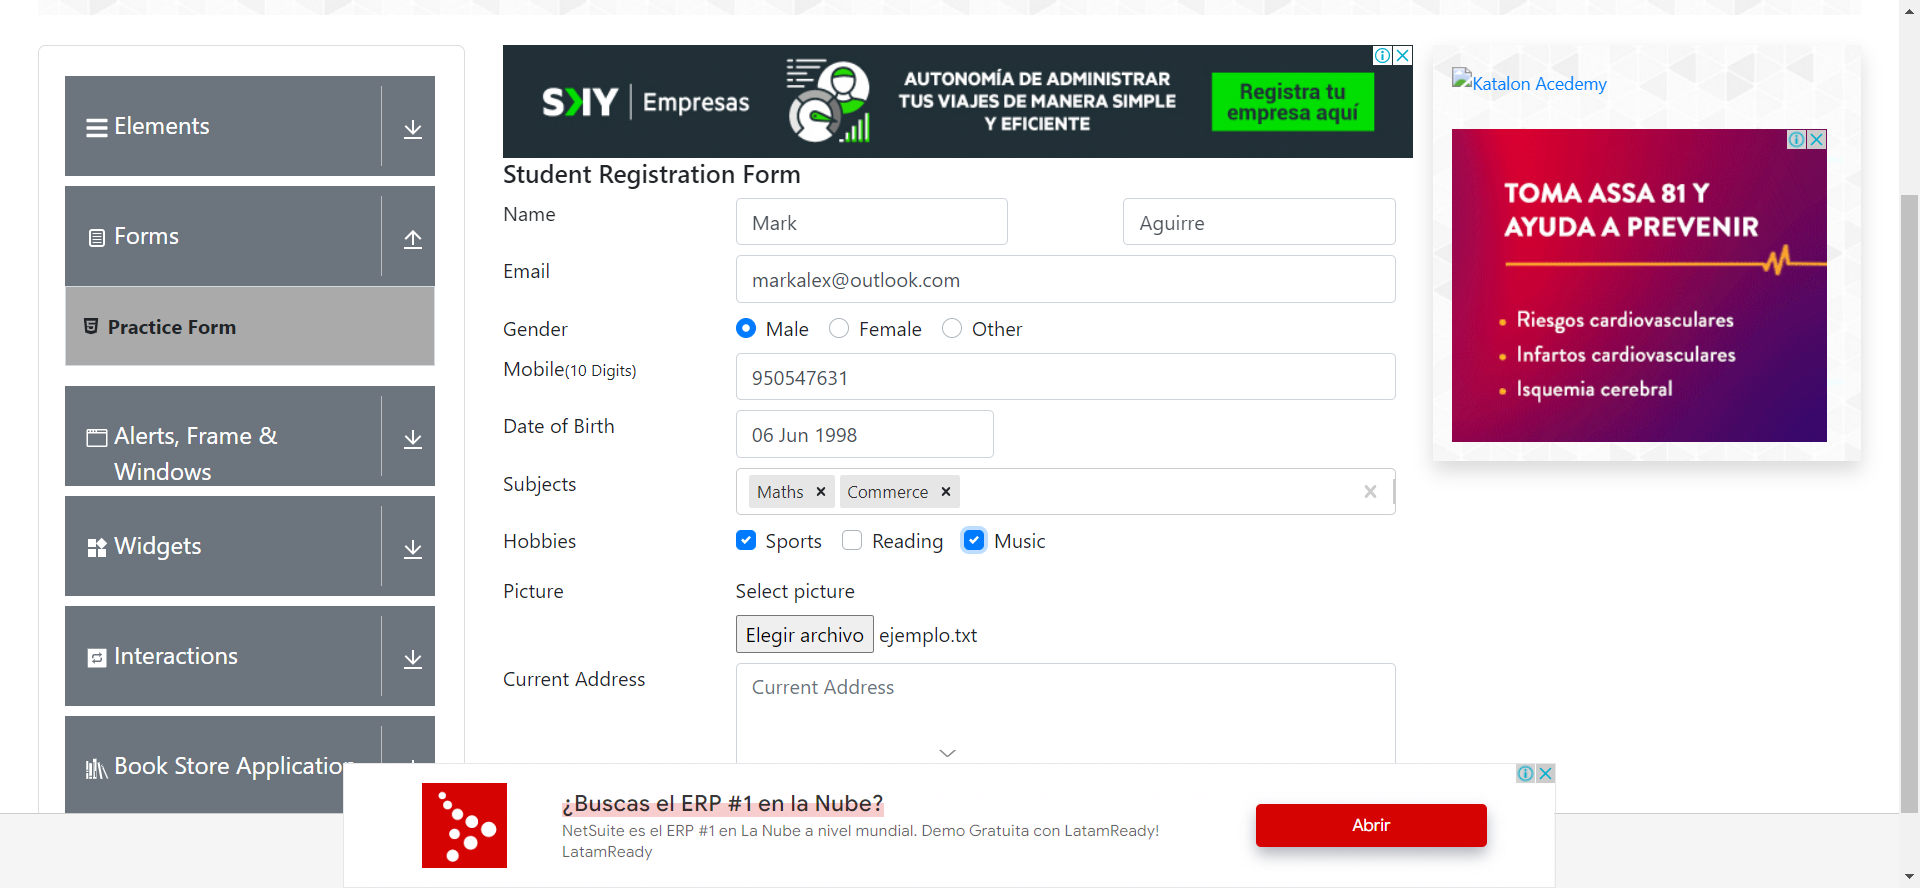 Elements
Forms
Practice Form
Alerts, Frame &
Windows
Widgets
Interactions
Book Store Application
SKY Empresas
AUTONOMÍA DE ADMINISTRAR
TUS VIAJES DE MANERA SIMPLE
Y EFICIENTE
Registra tu
empresa aquí
Student Registration Form
Name
Mark
Aguirre
Email
markalex@outlook.com
Gender
Male
Female
Other
Mobile(10 Digits)
950547631
Date of Birth
06 Jun 1998
Subjects
Maths
Commerce
Hobbies
Sports
Reading
Music
Picture
Select picture
Elegir archivo ejemplo.txt
Current Address
Current Address
Katalon Acedemy
TOMA ASSA 81 Y
AYUDA A PREVENIR
• Riesgos cardiovasculares
• Infartos cardiovasculares
• Isquemia cerebral
¿Buscas el ERP #1 en la Nube?
NetSuite es el ERP #1 en La Nube a nivel mundial. Demo Gratuita con LatamReady!
LatamReady
Abrir